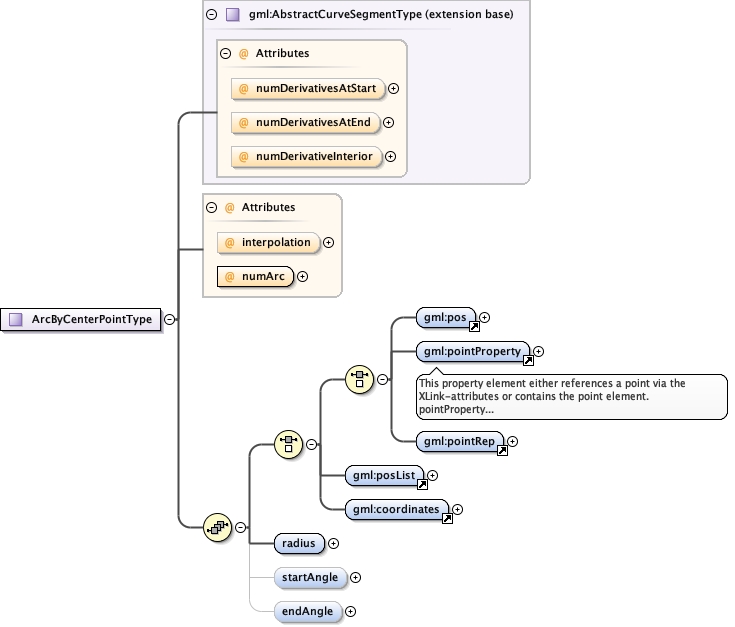 gml:AbstractCurveSegmentType (extension base)
@ Attributes
@ numDerivativesAtStart
@ numDerivativesAtEnd
@ numDerivativeInterior
@ Attributes
@ interpolation
@ numArc
ArcByCenterPointType
gml:pos
gml:pointProperty
This property element either references a point via the
XLink-attributes or contains the point element.
pointProperty...
gml:pointRep
gml:posList
gml:coordinates
radius
startAngle
endAngle